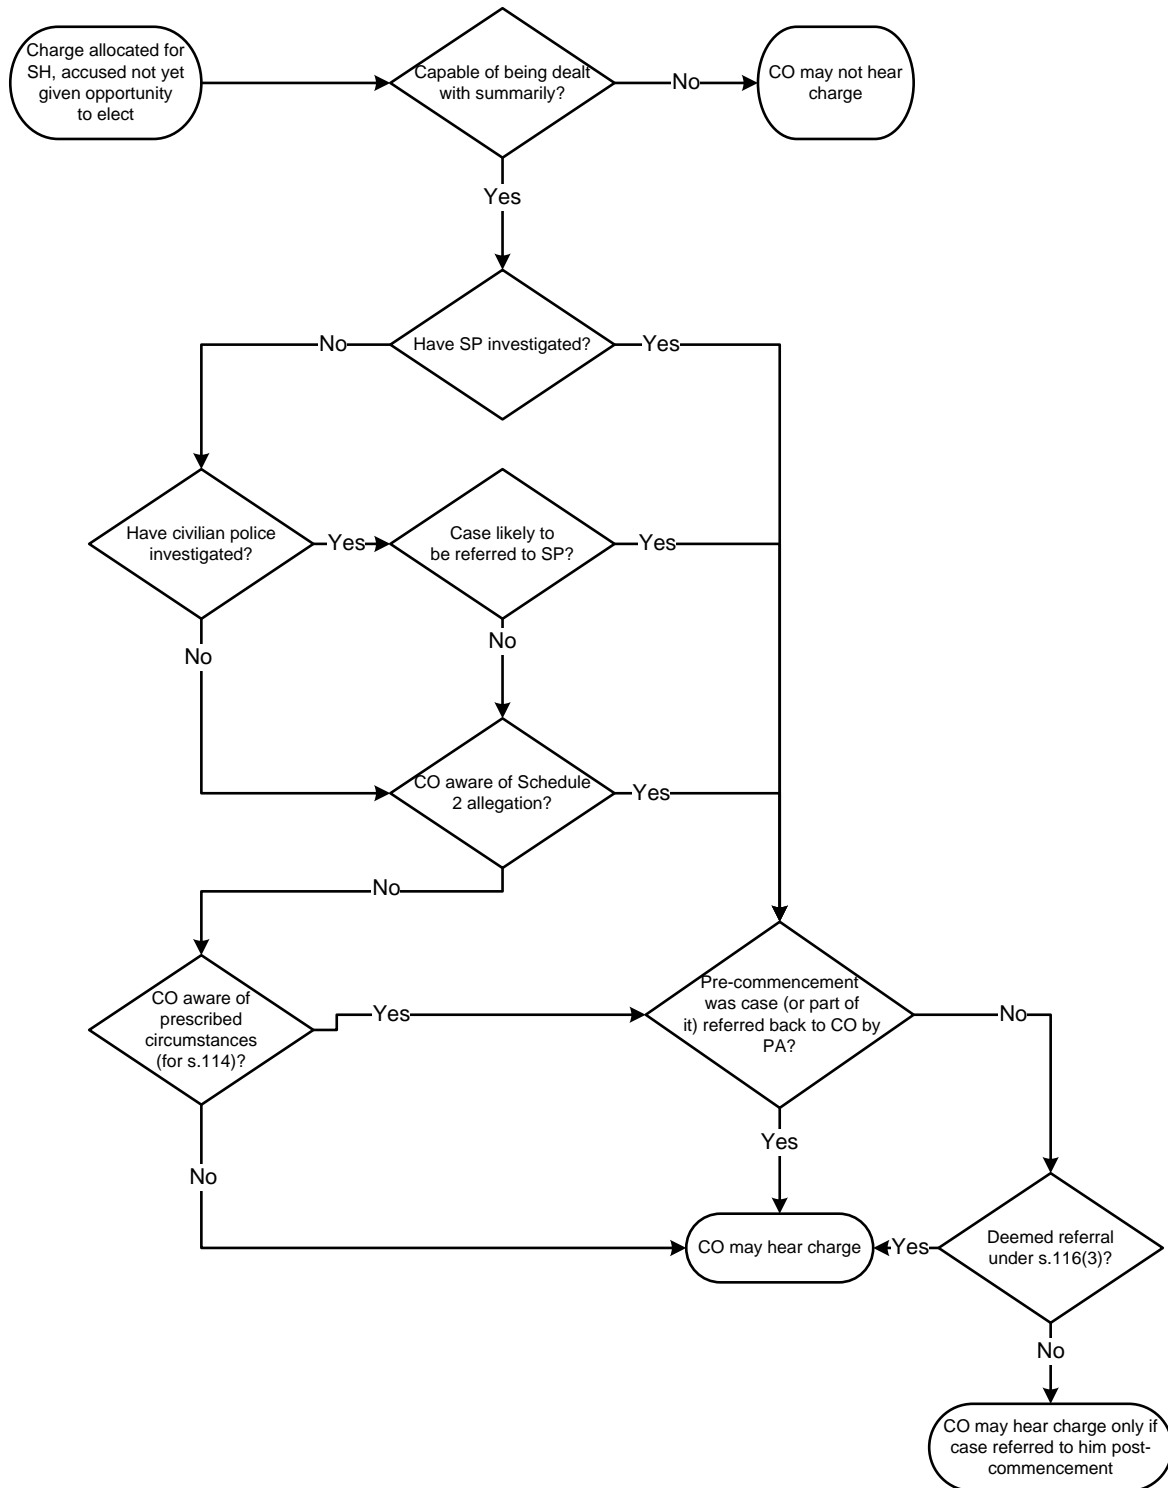 Charge allocated for
SH, accused not yet
given opportunity
to elect
Capable of being dealt
with summarily?
No
CO may not hear
charge
Yes
Have SP investigated?
No
Yes
Have civilian police
investigated?
Yes
Case likely to
be referred to SP?
Yes
No
No
CO aware of Schedule
2 allegation?
Yes
No
CO aware of
prescribed
circumstances
(for s.114)?
Yes
Pre-commencement
was case (or part of
it) referred back to CO by
PA?
No
Yes
No
CO may hear charge
Yes
Deemed referral
under s.116(3)?
No
CO may hear charge only if
case referred to him post-
commencement